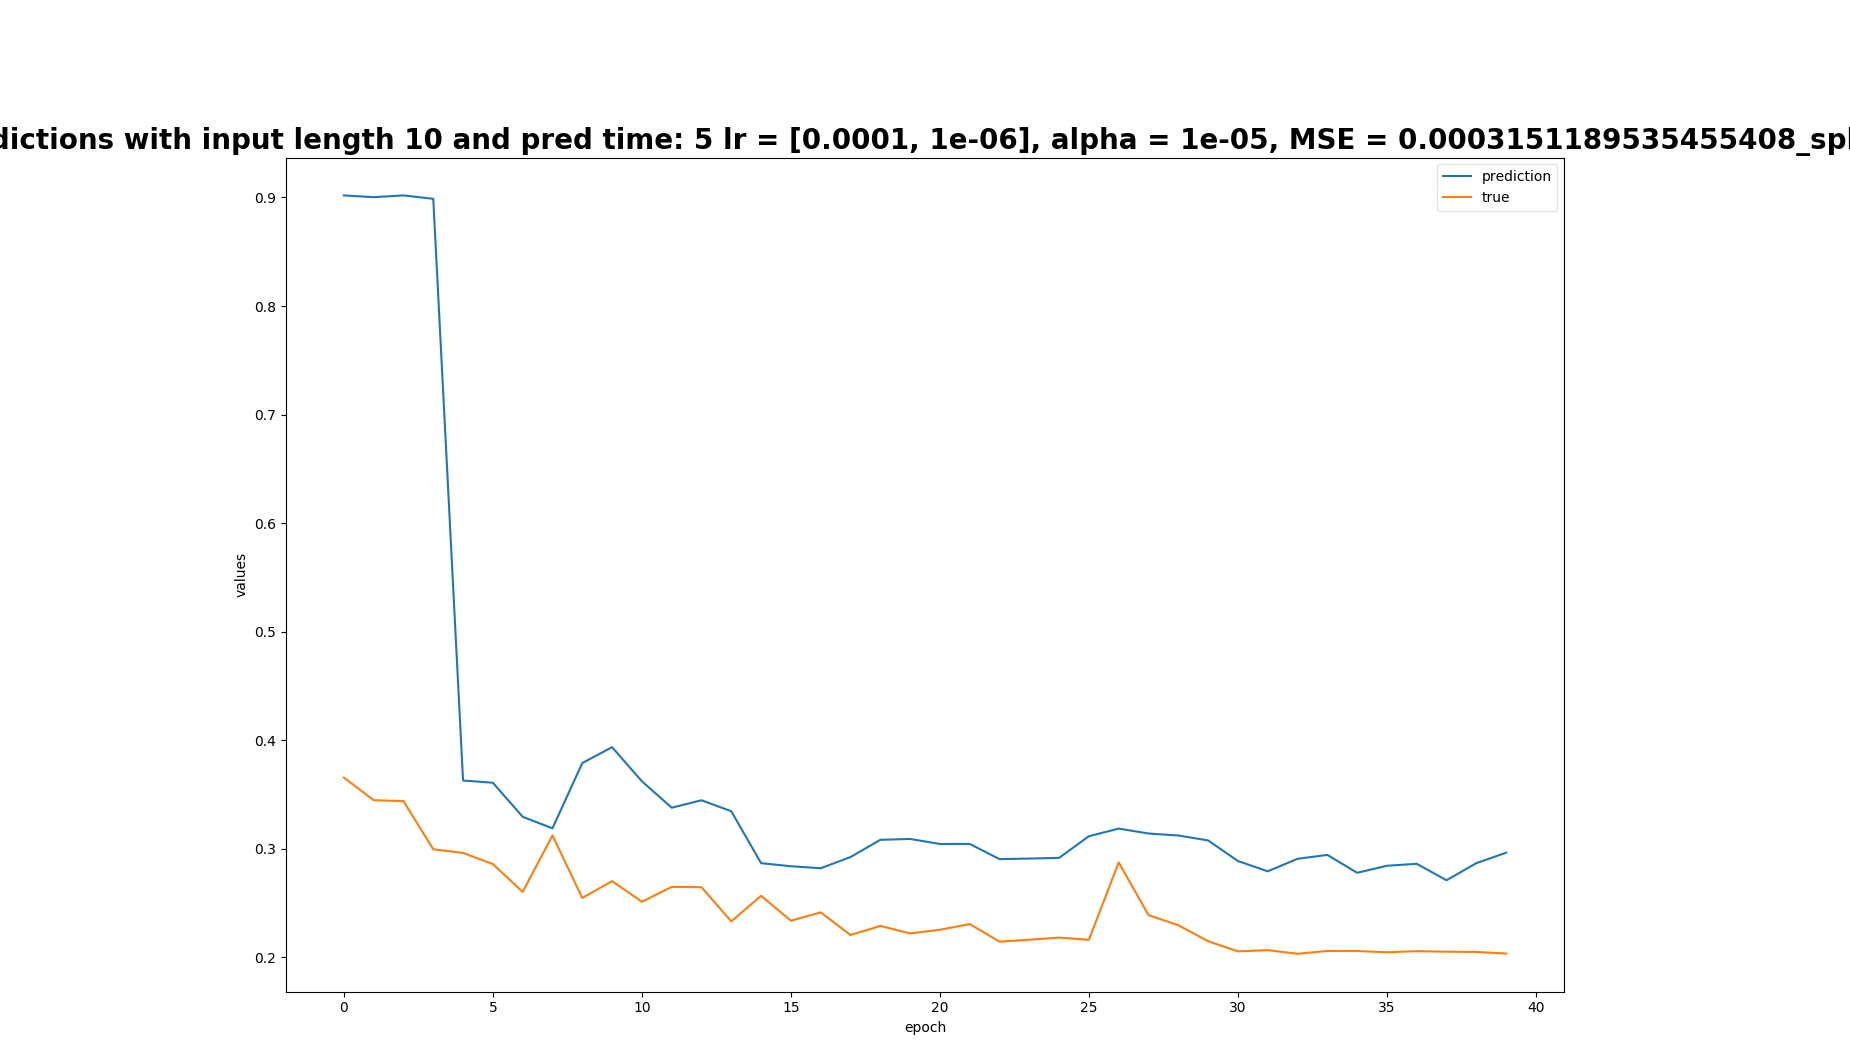 dictions with input length 10 and pred time: 5 lr = [0.0001, 1e-06], alpha = 1e-05, MSE = 0.0003151189535455408_spl
prediction
true
0.9
0.8
0.7
0.6
0.5
0.4
0.3
0.2
values
0 5 10 15 20 25 30 35 40
epoch